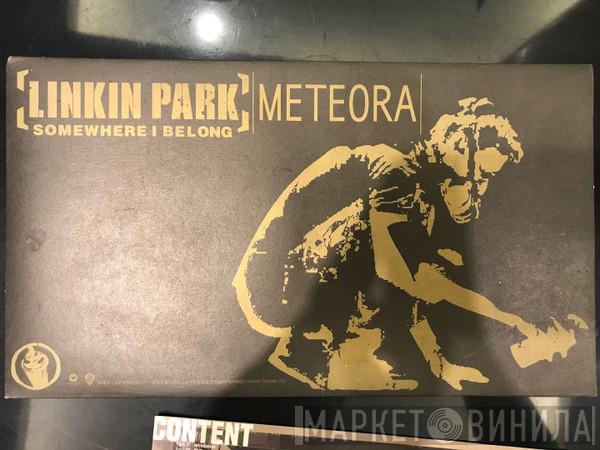 [LINKIN PARK]
SOMEWHERE I BELONG
METEORA
CONTENT
МАРКЕТ ВИНИЛА